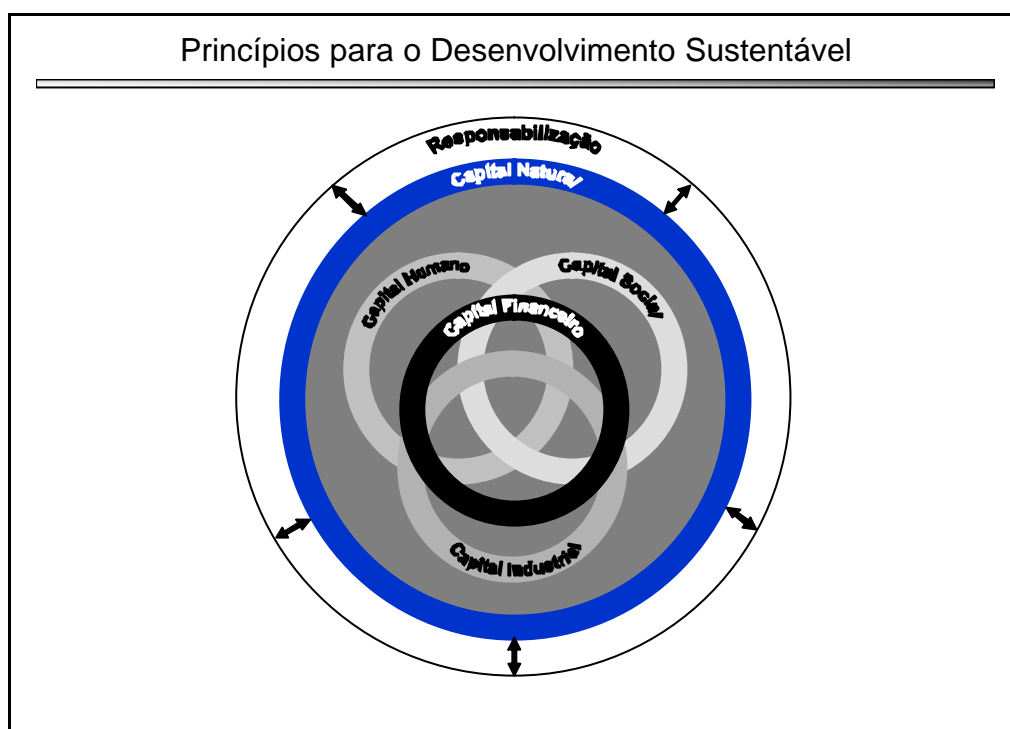 Princípios para o Desenvolvimento Sustentável
Responsabilização
Capital Natural
Capital Humano
Capital Social
Capital Financeiro
Capital Industrial